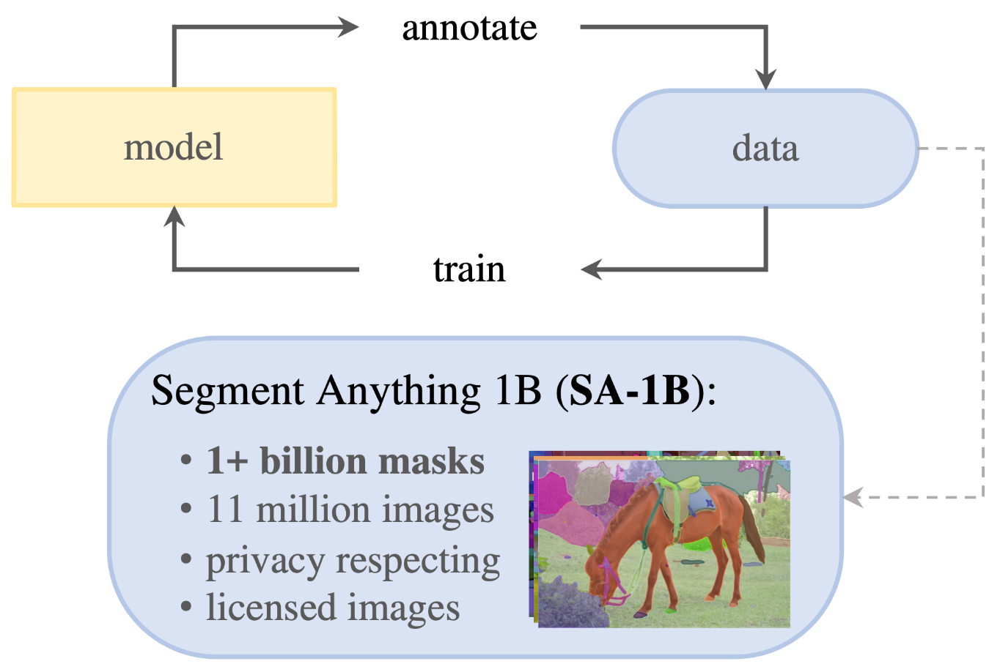 annotate
model
data
train
Segment Anything 1B (SA-1B):
• 1+ billion masks
• 11 million images
• privacy respecting
• licensed images